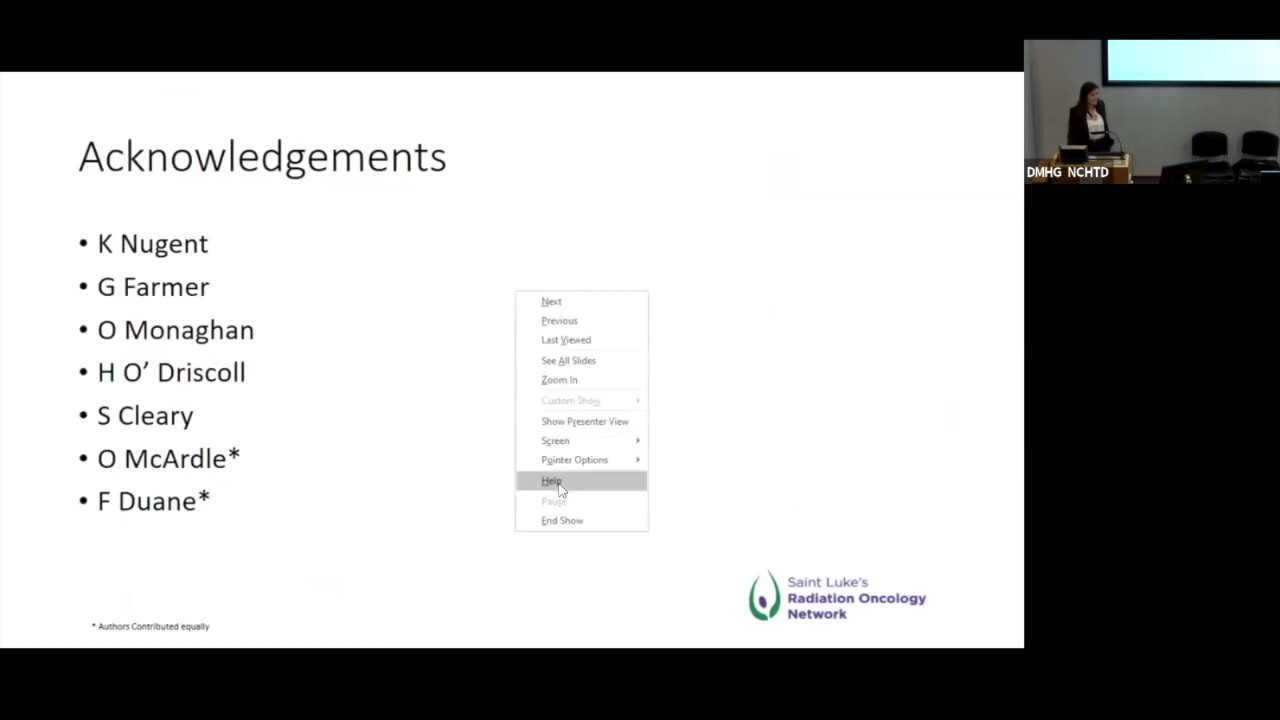 Acknowledgements
• K Nugent
• G Farmer
• O Monaghan
• H O’ Driscoll
• S Cleary
• O McArdle*
• F Duane*
* Authors Contributed equally
Next
Previous
Last Viewed
See All Slides
Zoom In
Custom Show
Show Presenter View
Screen
Pointer Options
Help
Pause
End Show
Saint Luke's
Radiation Oncology
Network
DMHG NCHTD